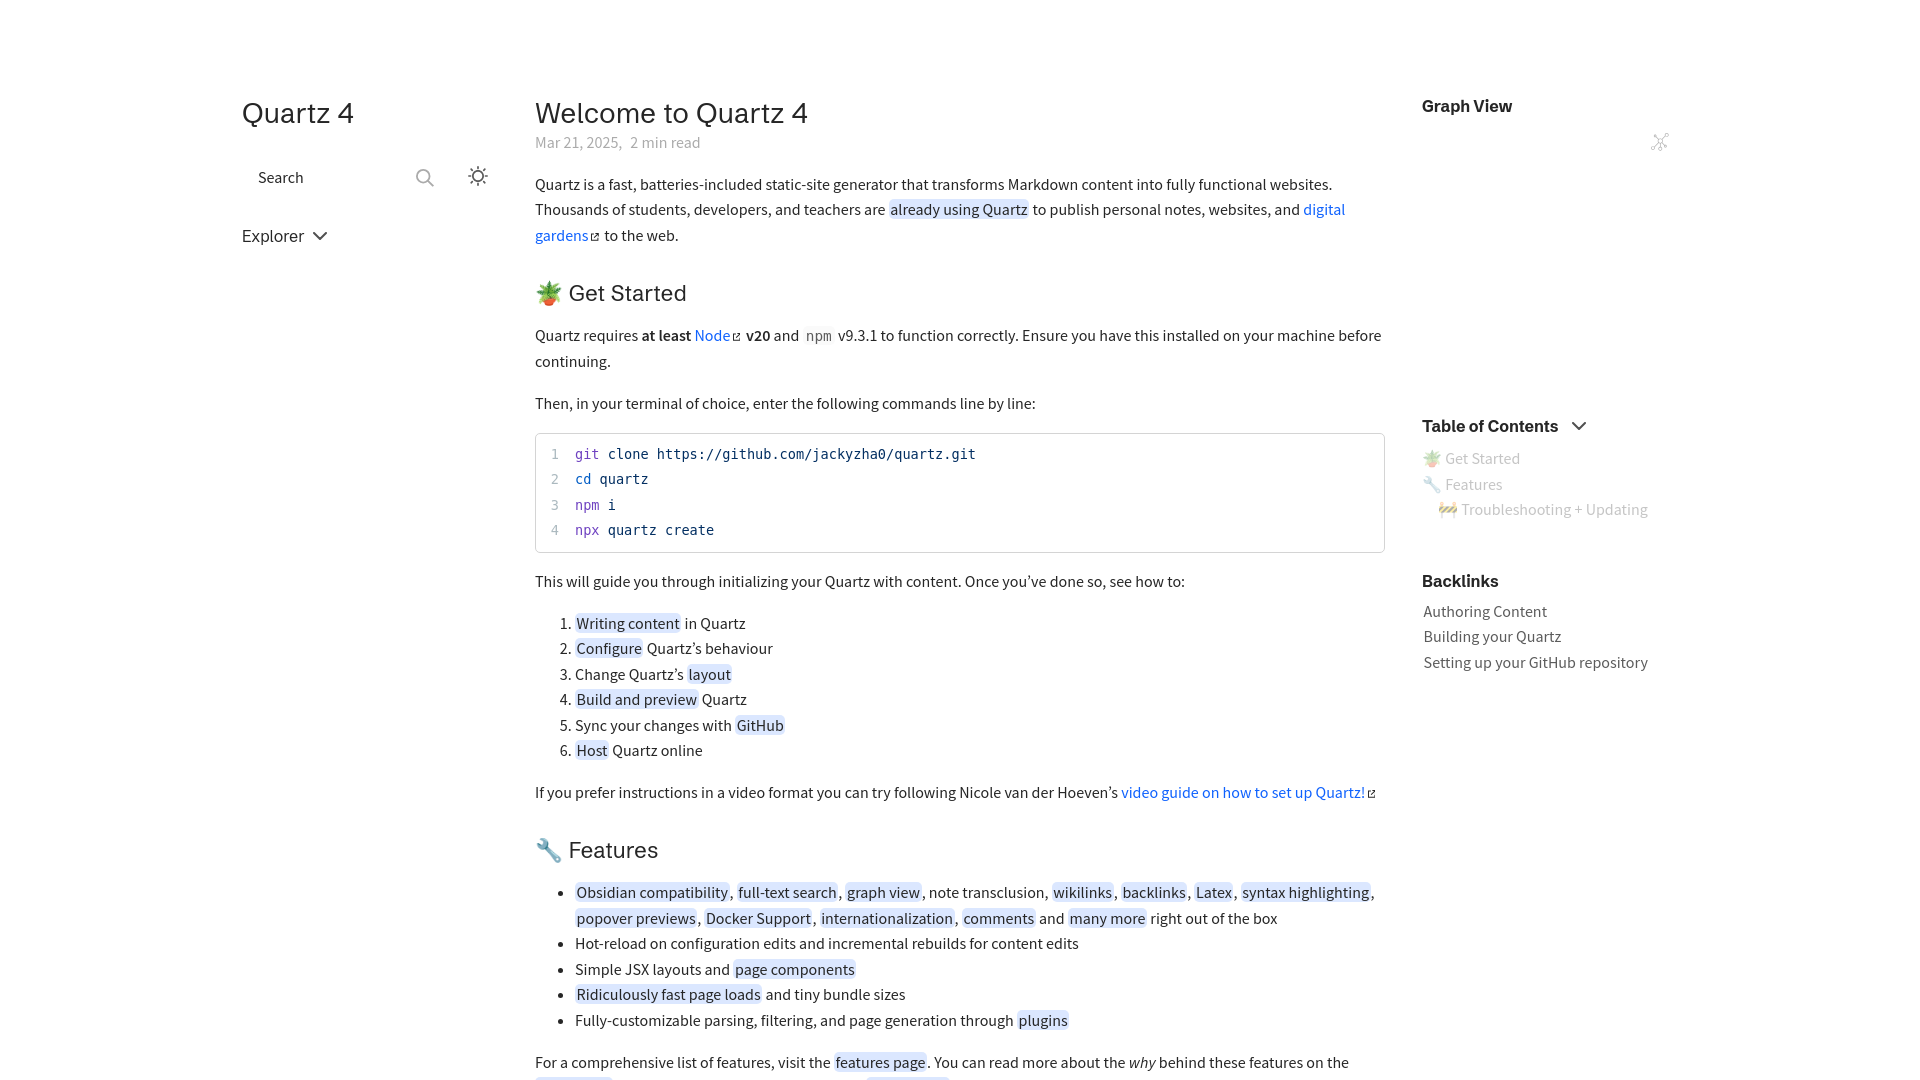 Quartz 4
Search
Explorer
Welcome to Quartz 4
Mar 21, 2025, 2 min read
Quartz is a fast, batteries-included static-site generator that transforms Markdown content into fully functional websites.
Thousands of students, developers, and teachers are already using Quartz to publish personal notes, websites, and digital
gardens to the web.
🪴 Get Started
Quartz requires at least Node v20 and npm v9.3.1 to function correctly. Ensure you have this installed on your machine before
continuing.
Then, in your terminal of choice, enter the following commands line by line:
1 git clone https://github.com/jackyzha0/quartz.git
2 cd quartz
3 npm i
4 npx quartz create
This will guide you through initializing your Quartz with content. Once you’ve done so, see how to:
1. Writing content in Quartz
2. Configure Quartz’s behaviour
3. Change Quartz’s layout
4. Build and preview Quartz
5. Sync your changes with GitHub
6. Host Quartz online
If you prefer instructions in a video format you can try following Nicole van der Hoeven’s video guide on how to set up Quartz!
🔧 Features
• Obsidian compatibility, full-text search, graph view, note transclusion, wikilinks, backlinks, Latex, syntax highlighting,
popover previews, Docker Support, internationalization, comments and many more right out of the box
• Hot-reload on configuration edits and incremental rebuilds for content edits
• Simple JSX layouts and page components
• Ridiculously fast page loads and tiny bundle sizes
• Fully-customizable parsing, filtering, and page generation through plugins
For a comprehensive list of features, visit the features page. You can read more about the why behind these features on the
Graph View
Table of Contents
🪴 Get Started
🔧 Features
🚧 Troubleshooting + Updating
Backlinks
Authoring Content
Building your Quartz
Setting up your GitHub repository